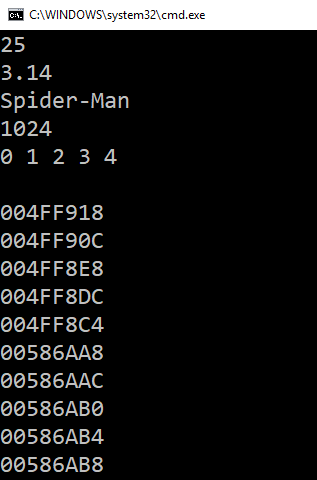 C:\WINDOWS\system32\cmd.exe
25
3.14
Spider-Man
1024
0 1 2 3 4
004FF918
004FF90C
004FF8E8
004FF8DC
004FF8C4
00586AA8
00586AAC
00586AB0
00586AB4
00586AB8